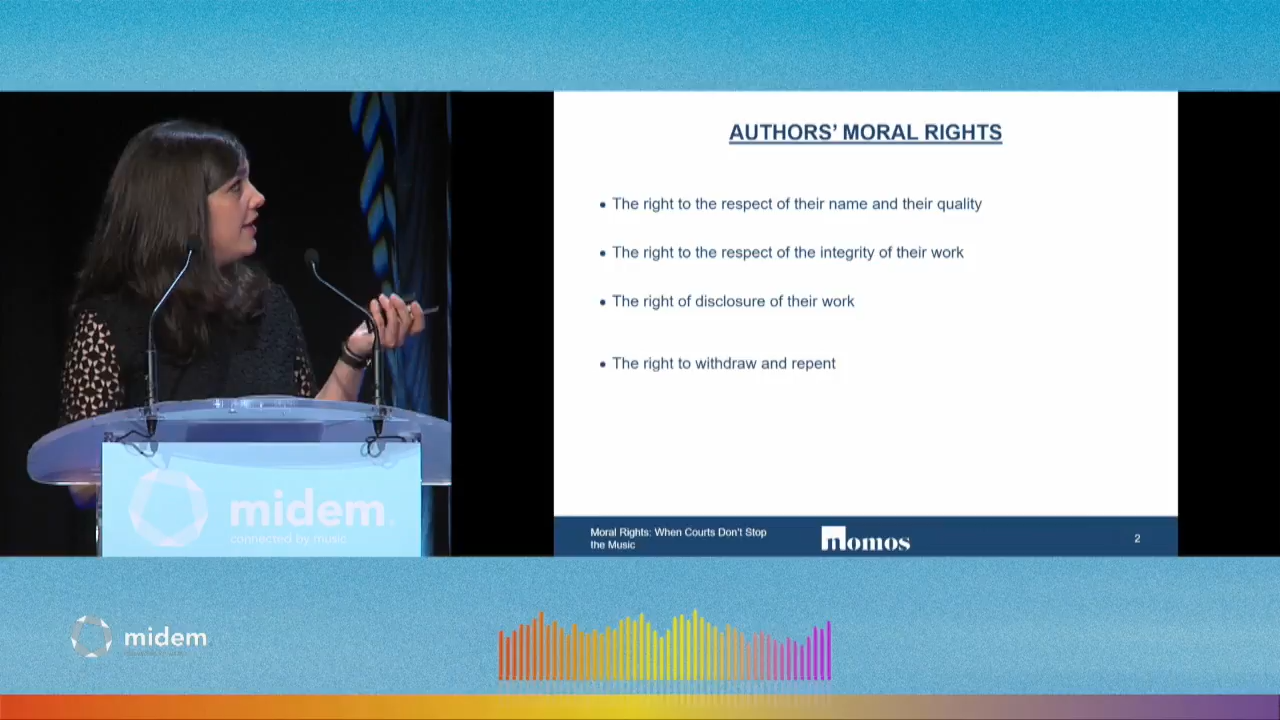 AUTHORS' MORAL RIGHTS
• The right to the respect of their name and their quality
• The right to the respect of the integrity of their work
• The right of disclosure of their work
• The right to withdraw and repent
Moral Rights: When Courts Don't Stop
the Music
nomos
2
midem
connected by music
midem